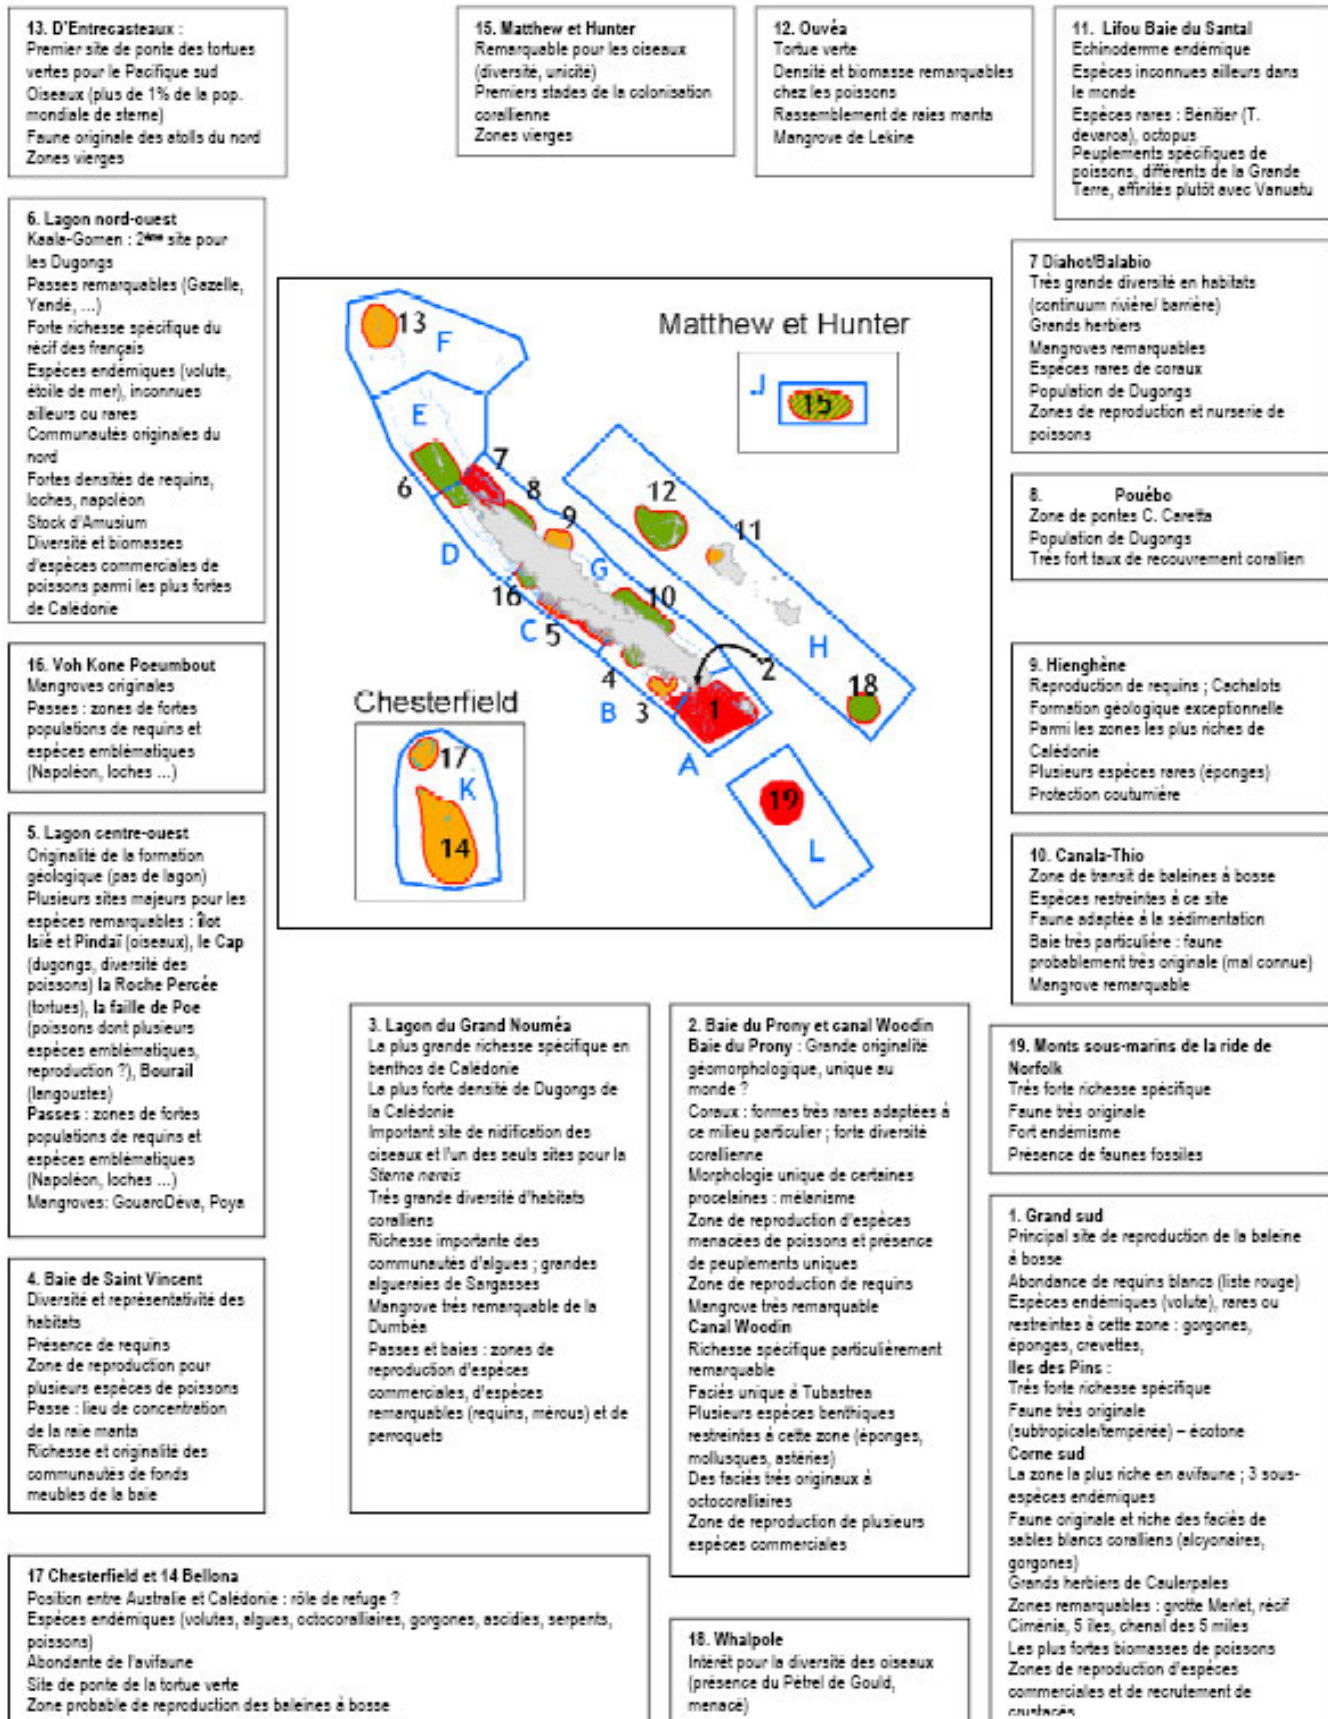 13. D'Entrecasteaux :
Premier site de ponte des tortues
vertes pour le Pacifique sud
Oiseaux (plus de 1% de la pop.
mondiale de sterne)
Faune originale des atolls du nord
Zones vierges
15. Matthew et Hunter
Remarquable pour les oiseaux
(diversité, unicité)
Premiers stades de la colonisation
corallienne
Zones vierges
12. Ouvéa
Tortue verte
Densité et biomasse remarquables
chez les poissons
Rassemblement de raies manta
Mangrove de Lekine
11. Lifou Baie du Santal
Echinoderme endémique
Espèces inconnues ailleurs dans
le monde
Espèces rares : Bénitier (T.
devaroa), octopus
Peuplements spécifiques de
poissons, différents de la Grande
Terre, affinités plutôt avec Vanuatu
6. Lagon nord-ouest
Kaala-Gomen : 2ème site pour
les Dugongs
Passes remarquables (Gazelle,
Yandé, ...)
Forte richesse spécifique du
récif des français
Espèces endémiques (volute,
étoile de mer), inconnues
ailleurs ou rares
Communautés originales du
nord
Fortes densités de requins,
loches, napoléon
Stock d'Amusium
Diversité et biomasses
d'espèces commerciales de
poissons parmi les plus fortes
de Calédonie
7 Diahot/Balabio
Très grande diversité en habitats
(continuum rivière/ barrière)
Grands herbiers
Mangroves remarquables
Espèces rares de coraux
Population de Dugongs
Zones de reproduction et nurserie de
poissons
8. Pouébo
Zone de pontes C. Caretta
Population de Dugongs
Très fort taux de recouvrement corallien
13
F
E
Matthew et Hunter
J
15
7
6
8
12
9
11
D
G
16
10
C
5
H
4
2
18
B
3
1
A
Chesterfield
17
K
14
19
L
16. Voh Kone Poeumbout
Mangroves originales
Passes : zones de fortes
populations de requins et
espèces emblématiques
(Napoléon, loches ...)
9. Hienghène
Reproduction de requins ; Cachalots
Formation géologique exceptionnelle
Parmi les zones les plus riches de
Calédonie
Plusieurs espèces rares (éponges)
Protection coutumière
5. Lagon centre-ouest
Originalité de la formation
géologique (pas de lagon)
Plusieurs sites majeurs pour les
espèces remarquables : îlot
Isié et Pindaï (oiseaux), le Cap
(dugongs, diversité des
poissons) la Roche Percée
(tortues), la faille de Poe
(poissons dont plusieurs
espèces emblématiques,
reproduction ?), Bourail
(langoustes)
Passes : zones de fortes
populations de requins et
espèces emblématiques
(Napoléon, loches ...)
Mangroves: GouaroDéva, Poya
10. Canala-Thio
Zone de transit de baleines à bosse
Espèces restreintes à ce site
Faune adaptée à la sédimentation
Baie très particulière : faune
probablement très originale (mal connue)
Mangrove remarquable
3. Lagon du Grand Nouméa
La plus grande richesse spécifique en
benthos de Calédonie
La plus forte densité de Dugongs de
la Calédonie
Important site de nidification des
oiseaux et l'un des seuls sites pour la
Sterne nereis
Très grande diversité d'habitats
coralliens
Richesse importante des
communautés d'algues ; grandes
algueraies de Sargasses
Mangrove très remarquable de la
Dumbéa
Passes et baies : zones de
reproduction d'espèces
commerciales, d'espèces
remarquables (requins, mérous) et de
perroquets
2. Baie du Prony et canal Woodin
Baie du Prony : Grande originalité
géomorphologique, unique au
monde ?
Coraux : formes très rares adaptées à
ce milieu particulier ; forte diversité
corallienne
Morphologie unique de certaines
procelaines : mélanisme
Zone de reproduction d'espèces
menacées de poissons et présence
de peuplements uniques
Zone de reproduction de requins
Mangrove très remarquable
Canal Woodin
Richesse spécifique particulièrement
remarquable
Faciès unique à Tubastrea
Plusieurs espèces benthiques
restreintes à cette zone (éponges,
mollusques, astéries)
Des faciès très originaux à
octocoralliaires
Zone de reproduction de plusieurs
espèces commerciales
19. Monts sous-marins de la ride de
Norfolk
Très forte richesse spécifique
Faune très originale
Fort endémisme
Présence de faunes fossiles
4. Baie de Saint Vincent
Diversité et représentativité des
habitats
Présence de requins
Zone de reproduction pour
plusieurs espèces de poissons
Passe : lieu de concentration
de la raie manta
Richesse et originalité des
communautés de fonds
meubles de la baie
1. Grand sud
Principal site de reproduction de la baleine
à bosse
Abondance de requins blancs (liste rouge)
Espèces endémiques (volute), rares ou
restreintes à cette zone : gorgones,
éponges, crevettes,
Iles des Pins :
Très forte richesse spécifique
Faune très originale
(subtropicale/tempérée) – écotone
Corne sud
La zone la plus riche en avifaune ; 3 sous-
espèces endémiques
Faune originale et riche des faciès de
sables blancs coralliens (alcyonaires,
gorgones)
Grands herbiers de Caulerpales
Zones remarquables : grotte Merlet, récif
Ciménia, 5 îles, chenal des 5 miles
Les plus fortes biomasses de poissons
Zones de reproduction d'espèces
commerciales et de recrutement de
crustacés
17 Chesterfield et 14 Bellona
Position entre Australie et Calédonie : rôle de refuge ?
Espèces endémiques (volutes, algues, octocoralliaires, gorgones, ascidies, serpents,
poissons)
Abondante de l'avifaune
Site de ponte de la tortue verte
Zone probable de reproduction des baleines à bosse
18. Whalpole
Intérêt pour la diversité des oiseaux
(présence du Pétrel de Gould,
menacé)